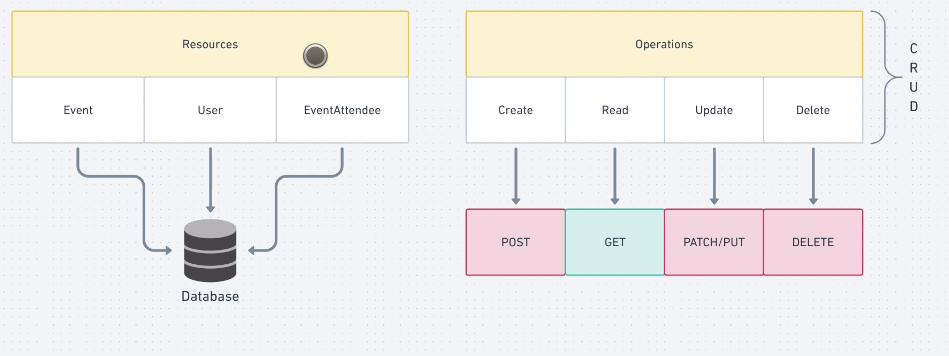 Resources
Event
User
EventAttendee
Database
Operations
Create
Read
Update
Delete
POST
GET
PATCH/PUT
DELETE
C
R
U
D